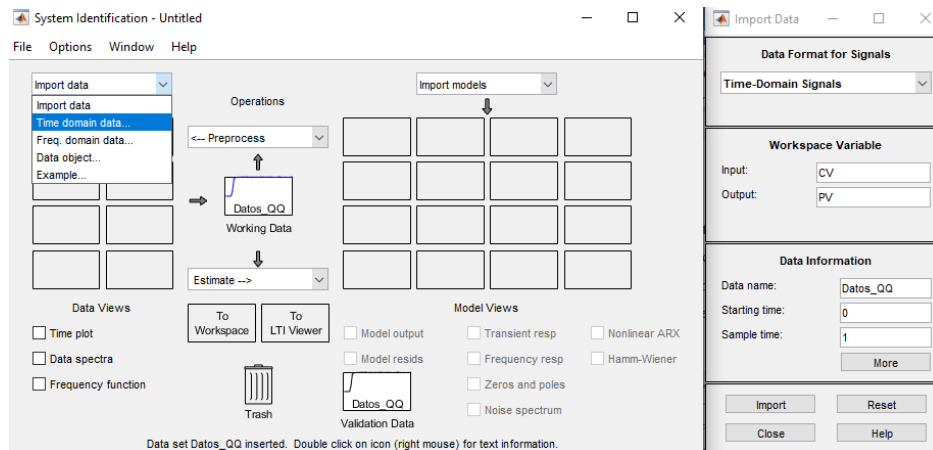 System Identification - Untitled
File Options Window Help
Import data
Import data
Time domain data...
Freq. domain data...
Data object...
Example...
Operations
<-- Preprocess
Datos_QQ
Working Data
Estimate -->
Import models
Data Views
Time plot
Data spectra
Frequency function
To
Workspace
To
LTI Viewer
Trash
Model Views
Model output
Transient resp
Nonlinear ARX
Model resids
Frequency resp
Hamm-Wiener
Zeros and poles
Noise spectrum
Datos_QQ
Validation Data
Data set Datos_QQ inserted. Double click on icon (right mouse) for text information.
Import Data
Data Format for Signals
Time-Domain Signals
Workspace Variable
Input: CV
Output: PV
Data Information
Data name: Datos_QQ
Starting time: 0
Sample time: 1
More
Import Reset
Close Help